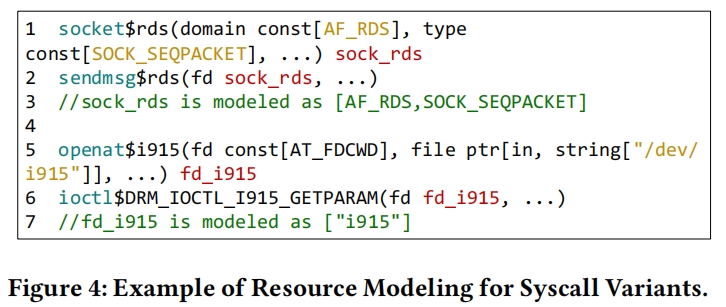 1 socket$rds(domain const[AF_RDS], type
const[SOCK_SEQPACKET], ...) sock_rds
2 sendmsg$rds(fd sock_rds, ...)
3 //sock_rds is modeled as [AF_RDS,SOCK_SEQPACKET]
4
5 openat$i915(fd const[AT_FDCWD], file ptr[in, string["/dev/
i915"]], ...) fd_i915
6 ioctl$DRM_IOCTL_I915_GETPARAM(fd fd_i915, ...)
7 //fd_i915 is modeled as ["i915"]
Figure 4: Example of Resource Modeling for Syscall Variants.